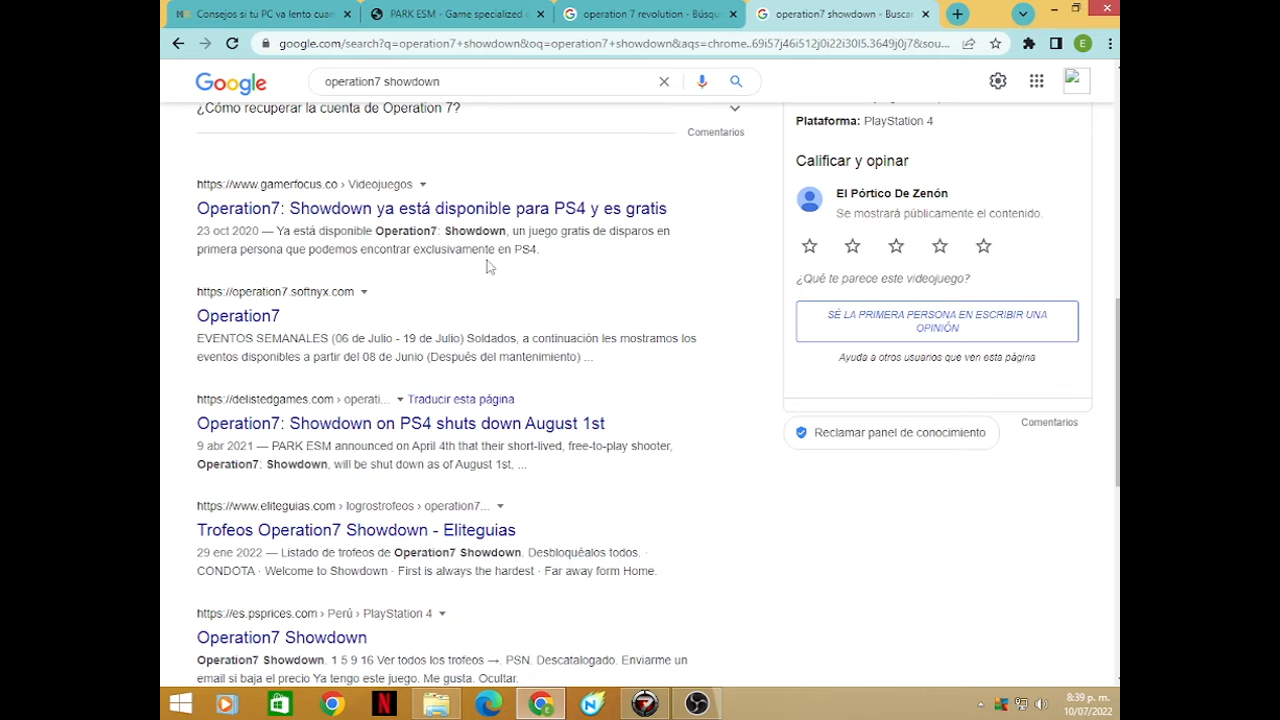 Consejos si tu PC va lento cuan
PARK ESM - Game specialized c
operation 7 revolution - Búsqu
operation7 showdown - Buscar
google.com/search?q=operation7+showdown&oq=operation7+showdown&aqs=chrome..69i57j46i512j0i22i30l5.3649j0j7&sou...
E
Google
operation7 showdown
¿Cómo recuperar la cuenta de Operation 7?
Comentarios
https://www.gamerfocus.co › Videojuegos
Operation7: Showdown ya está disponible para PS4 y es gratis
23 oct 2020 — Ya está disponible Operation7: Showdown, un juego gratis de disparos en
primera persona que podemos encontrar exclusivamente en PS4.
https://operation7.softnyx.com
Operation7
EVENTOS SEMANALES (06 de Julio - 19 de Julio) Soldados, a continuación les mostramos los
eventos disponibles a partir del 08 de Junio (Después del mantenimiento) ...
https://delistedgames.com › operati...
Traducir esta página
Operation7: Showdown on PS4 shuts down August 1st
9 abr 2021 — PARK ESM announced on April 4th that their short-lived, free-to-play shooter,
Operation7: Showdown, will be shut down as of August 1st, ...
https://www.eliteguias.com › logrostrofeos › operation7...
Trofeos Operation7 Showdown - Eliteguias
29 ene 2022 — Listado de trofeos de Operation7 Showdown. Desbloquéalos todos. ·
CONDOTA · Welcome to Showdown · First is always the hardest · Far away form Home.
https://es.psprices.com › Perú › PlayStation 4
Operation7 Showdown
Operation7 Showdown. 1 5 9 16 Ver todos los trofeos →. PSN. Descatalogado. Enviarme un
email si baja el precio Ya tengo este juego. Me gusta. Ocultar.
Plataforma: PlayStation 4
Calificar y opinar
El Pórtico De Zenón
Se mostrará públicamente el contenido.
¿Qué te parece este videojuego?
SÉ LA PRIMERA PERSONA EN ESCRIBIR UNA
OPINIÓN
Ayuda a otros usuarios que ven esta página
Comentarios
Reclamar panel de conocimiento
8:39 p. m.
10/07/2022